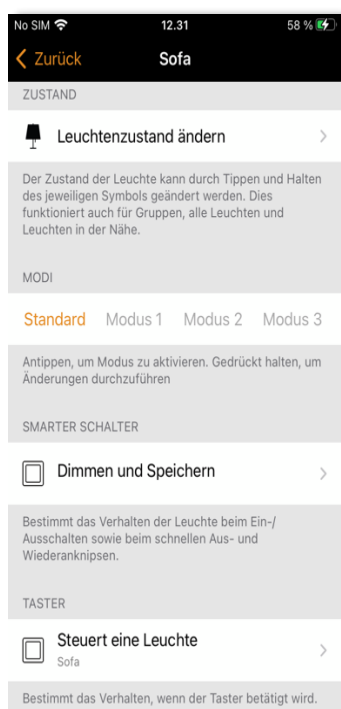 No SIM 12.31 58 %
Zurück Sofa
ZUSTAND
Leuchtenzustand ändern
Der Zustand der Leuchte kann durch Tippen und Halten
des jeweiligen Symbols geändert werden. Dies
funktioniert auch für Gruppen, alle Leuchten und
Leuchten in der Nähe.
MODI
Standard Modus 1 Modus 2 Modus 3
Antippen, um Modus zu aktivieren. Gedrückt halten, um
Änderungen durchzuführen
SMARTER SCHALTER
Dimmen und Speichern
Bestimmt das Verhalten der Leuchte beim Ein-/
Ausschalten sowie beim schnellen Aus- und
Wiederanknipsen.
TASTER
Steuert eine Leuchte
Sofa
Bestimmt das Verhalten, wenn der Taster betätigt wird.